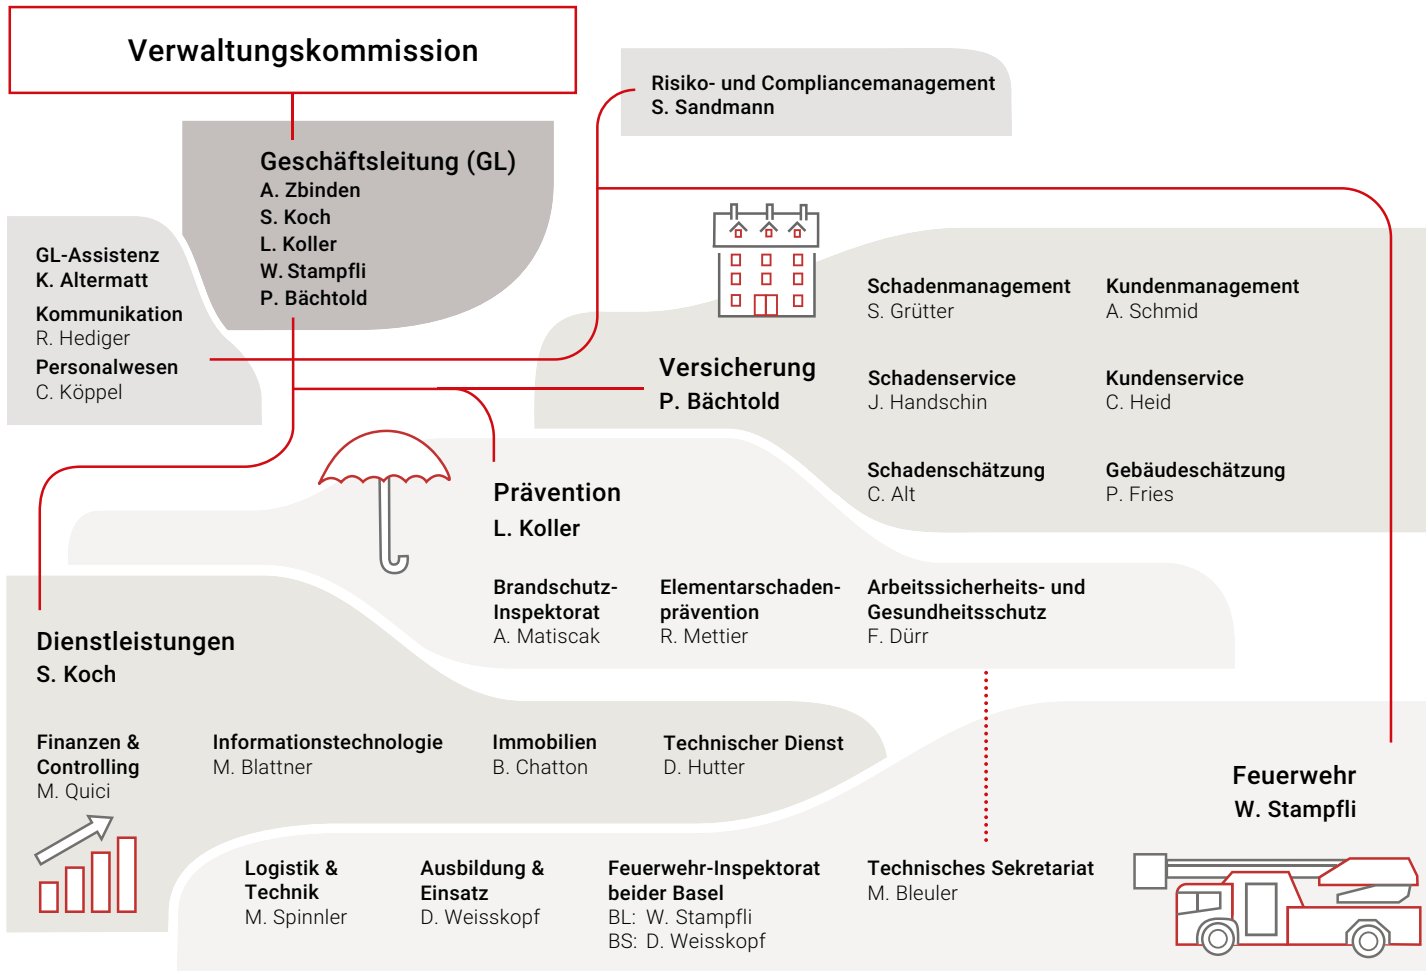 Verwaltungskommission
Risiko- und Compliancemanagement
S. Sandmann
Geschäftsleitung (GL)
A. Zbinden
S. Koch
L. Koller
W. Stampfli
P. Bächtold
GL-Assistenz
K. Altermatt
Kommunikation
R. Hediger
Personalwesen
C. Köppel
Versicherung
P. Bächtold
Schadenmanagement
S. Grütter
Kundenmanagement
A. Schmid
Schadenservice
J. Handschin
Kundenservice
C. Heid
Schadenschätzung
C. Alt
Gebäudeschätzung
P. Fries
Prävention
L. Koller
Brandschutz-
Inspektorat
A. Matiscak
Elementarschaden-
prävention
R. Mettier
Arbeitssicherheits- und
Gesundheitsschutz
F. Dürr
Dienstleistungen
S. Koch
Finanzen &
Controlling
M. Quici
Informationstechnologie
M. Blattner
Immobilien
B. Chatton
Technischer Dienst
D. Hutter
Feuerwehr
W. Stampfli
Logistik &
Technik
M. Spinnler
Ausbildung &
Einsatz
D. Weisskopf
Feuerwehr-Inspektorat
beider Basel
BL: W. Stampfli
BS: D. Weisskopf
Technisches Sekretariat
M. Bleuler